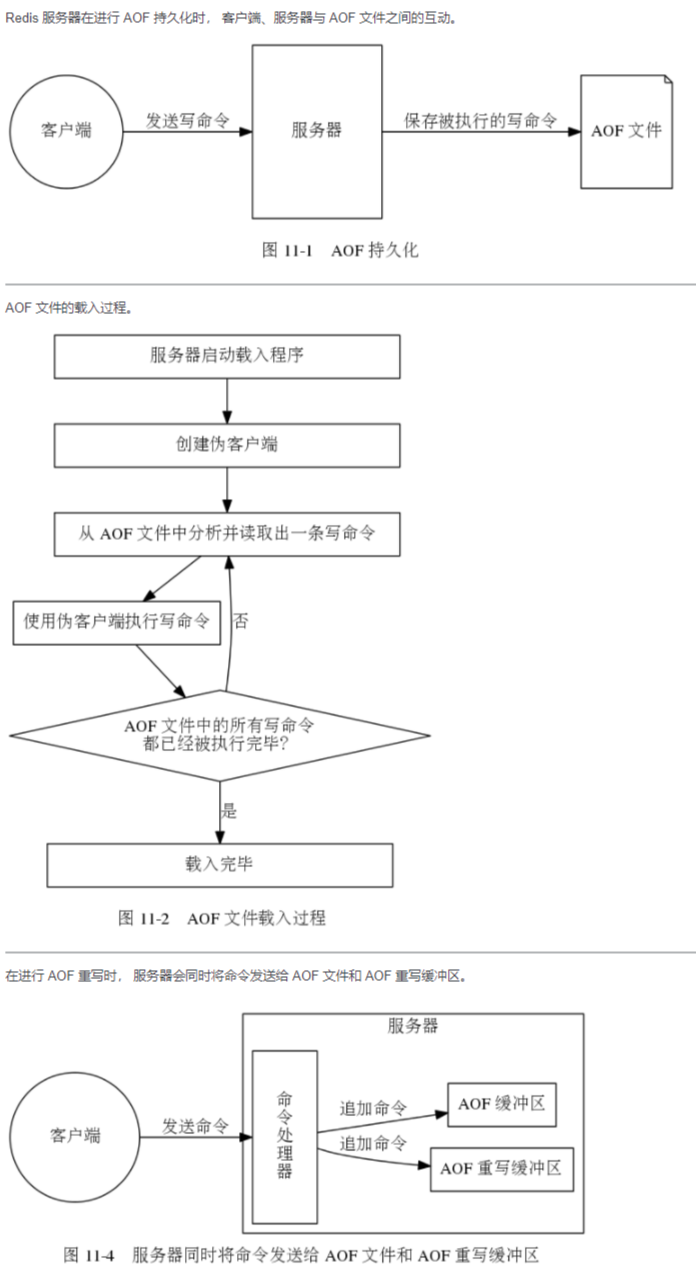 Redis 服务器在进行 AOF 持久化时， 客户端、服务器与 AOF 文件之间的互动。
客户端
发送写命令
服务器
保存被执行的写命令
AOF 文件
图 11-1 AOF 持久化
AOF 文件的载入过程。
服务器启动载入程序
创建伪客户端
从 AOF 文件中分析并读取出一条写命令
使用伪客户端执行写命令
否
AOF 文件中的所有写命令
都已经被执行完毕？
是
载入完毕
图 11-2 AOF 文件载入过程
在进行 AOF 重写时， 服务器会同时将命令发送给 AOF 文件和 AOF 重写缓冲区。
服务器
客户端
发送命令
命令处理器
追加命令
AOF 缓冲区
追加命令
AOF 重写缓冲区
图 11-4 服务器同时将命令发送给 AOF 文件和 AOF 重写缓冲区